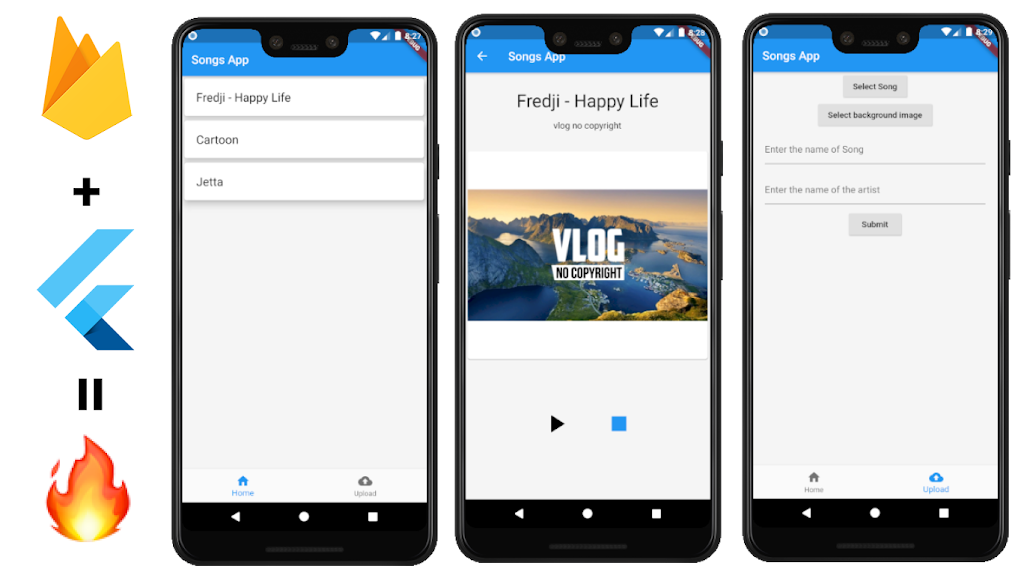 +
8:27
Songs App
Fredji - Happy Life
Cartoon
Jetta
Home
Upload
8:28
Songs App
Fredji - Happy Life
vlog no copyright
VLOG
NO COPYRIGHT
8:29
Songs App
Select Song
Select background image
Enter the name of Song
Enter the name of the artist
Submit
Home
Upload